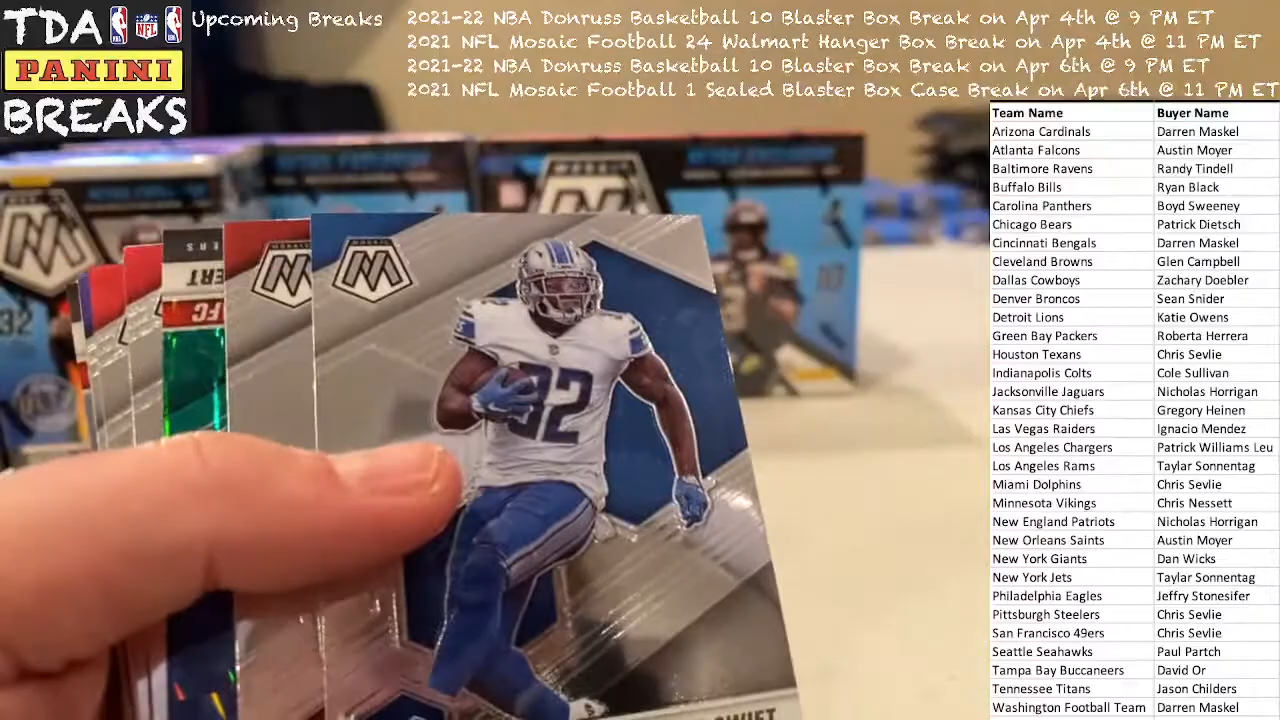 TDA
PANINI
BREAKS
Upcoming Breaks
2021-22 NBA Donruss Basketball 10 Blaster Box Break on Apr 4th @ 9 PM ET
2021 NFL Mosaic Football 24 Walmart Hanger Box Break on Apr 4th @ 11 PM ET
2021-22 NBA Donruss Basketball 10 Blaster Box Break on Apr 6th @ 9 PM ET
2021 NFL Mosaic Football 1 Sealed Blaster Box Case Break on Apr 6th @ 11 PM ET
Team Name Buyer Name
Arizona Cardinals Darren Maskel
Atlanta Falcons Austin Moyer
Baltimore Ravens Randy Tindell
Buffalo Bills Ryan Black
Carolina Panthers Boyd Sweeney
Chicago Bears Patrick Dietsch
Cincinnati Bengals Darren Maskel
Cleveland Browns Glen Campbell
Dallas Cowboys Zachary Doebler
Denver Broncos Sean Snider
Detroit Lions Katie Owens
Green Bay Packers Roberta Herrera
Houston Texans Chris Sevlie
Indianapolis Colts Cole Sullivan
Jacksonville Jaguars Nicholas Horrigan
Kansas City Chiefs Gregory Heinen
Las Vegas Raiders Ignacio Mendez
Los Angeles Chargers Patrick Williams Leu
Los Angeles Rams Taylar Sonnentag
Miami Dolphins Chris Sevlie
Minnesota Vikings Chris Nessett
New England Patriots Nicholas Horrigan
New Orleans Saints Austin Moyer
New York Giants Dan Wicks
New York Jets Taylar Sonnentag
Philadelphia Eagles Jeffry Stonesifer
Pittsburgh Steelers Chris Sevlie
San Francisco 49ers Chris Sevlie
Seattle Seahawks Paul Partch
Tampa Bay Buccaneers David Or
Tennessee Titans Jason Childers
Washington Football Team Darren Maskel
MOSAIC
M
32
SWIFT